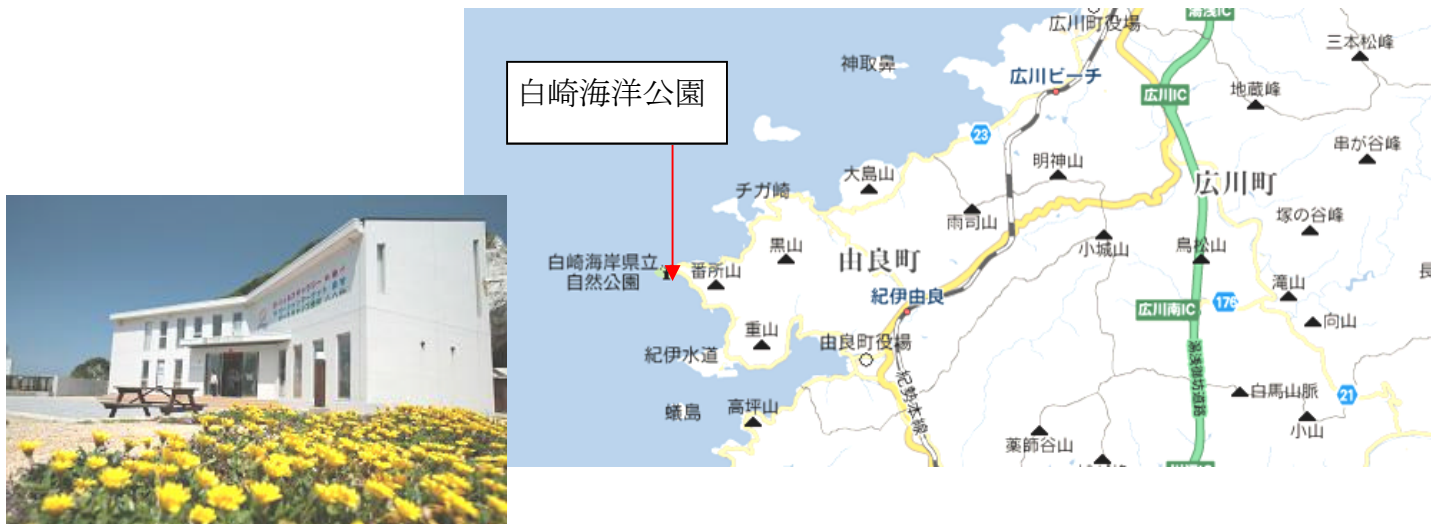 白崎海洋公園
広川町役場
湯浅IC
三本松峰
神取鼻
広川ビーチ
広川IC
地蔵峰
23
串が谷峰
明神山
大島山
広川町
チガ崎
雨司山
塚の谷峰
小城山
鳥松山
黒山
由良町
白崎海岸県立
自然公園
番所山
滝山
紀伊由良
176
広川南IC
向山
重山
由良町役場
紀伊水道
湯浅御坊道路
紀勢本線
白馬山脈
21
蟻島
高坪山
小山
薬師谷山